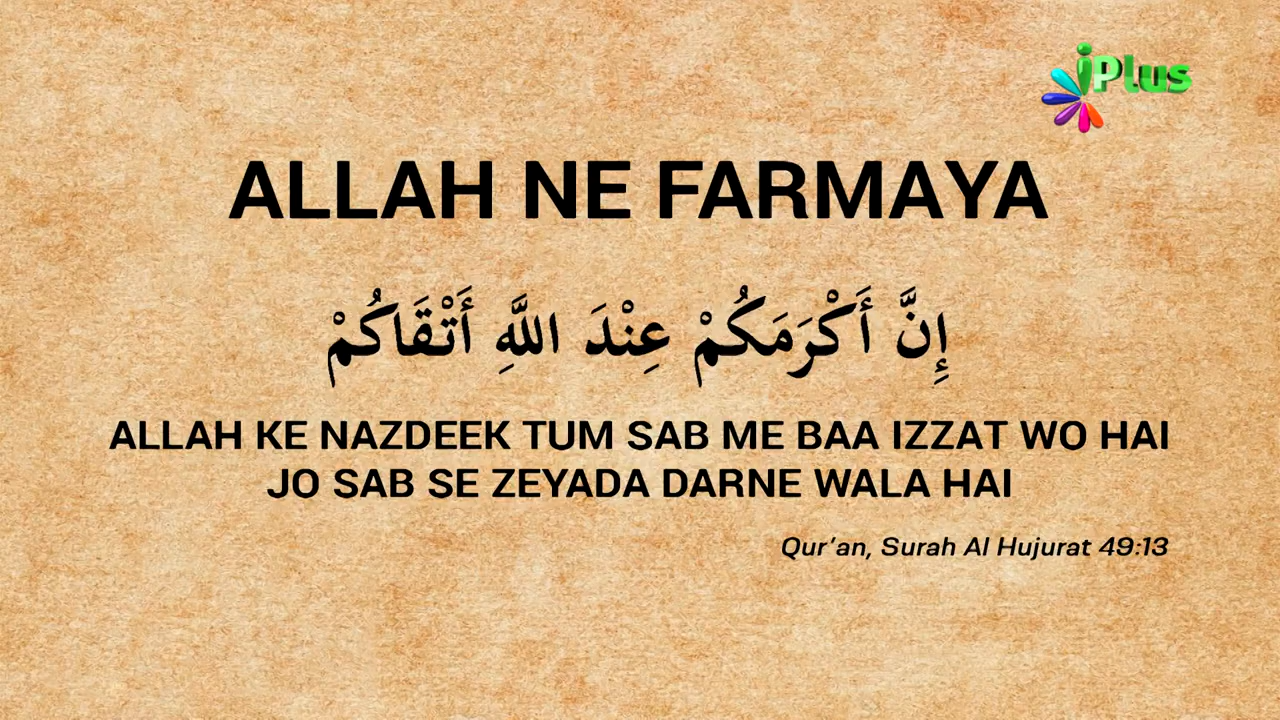 iPlus
ALLAH NE FARMAYA
إِنَّ أَكْرَمَكُمْ عِنْدَ اللَّهِ أَتْقَاكُمْ
ALLAH KE NAZDEEK TUM SAB ME BAA IZZAT WO HAI
JO SAB SE ZEYADA DARNE WALA HAI
Qur'an, Surah Al Hujurat 49:13